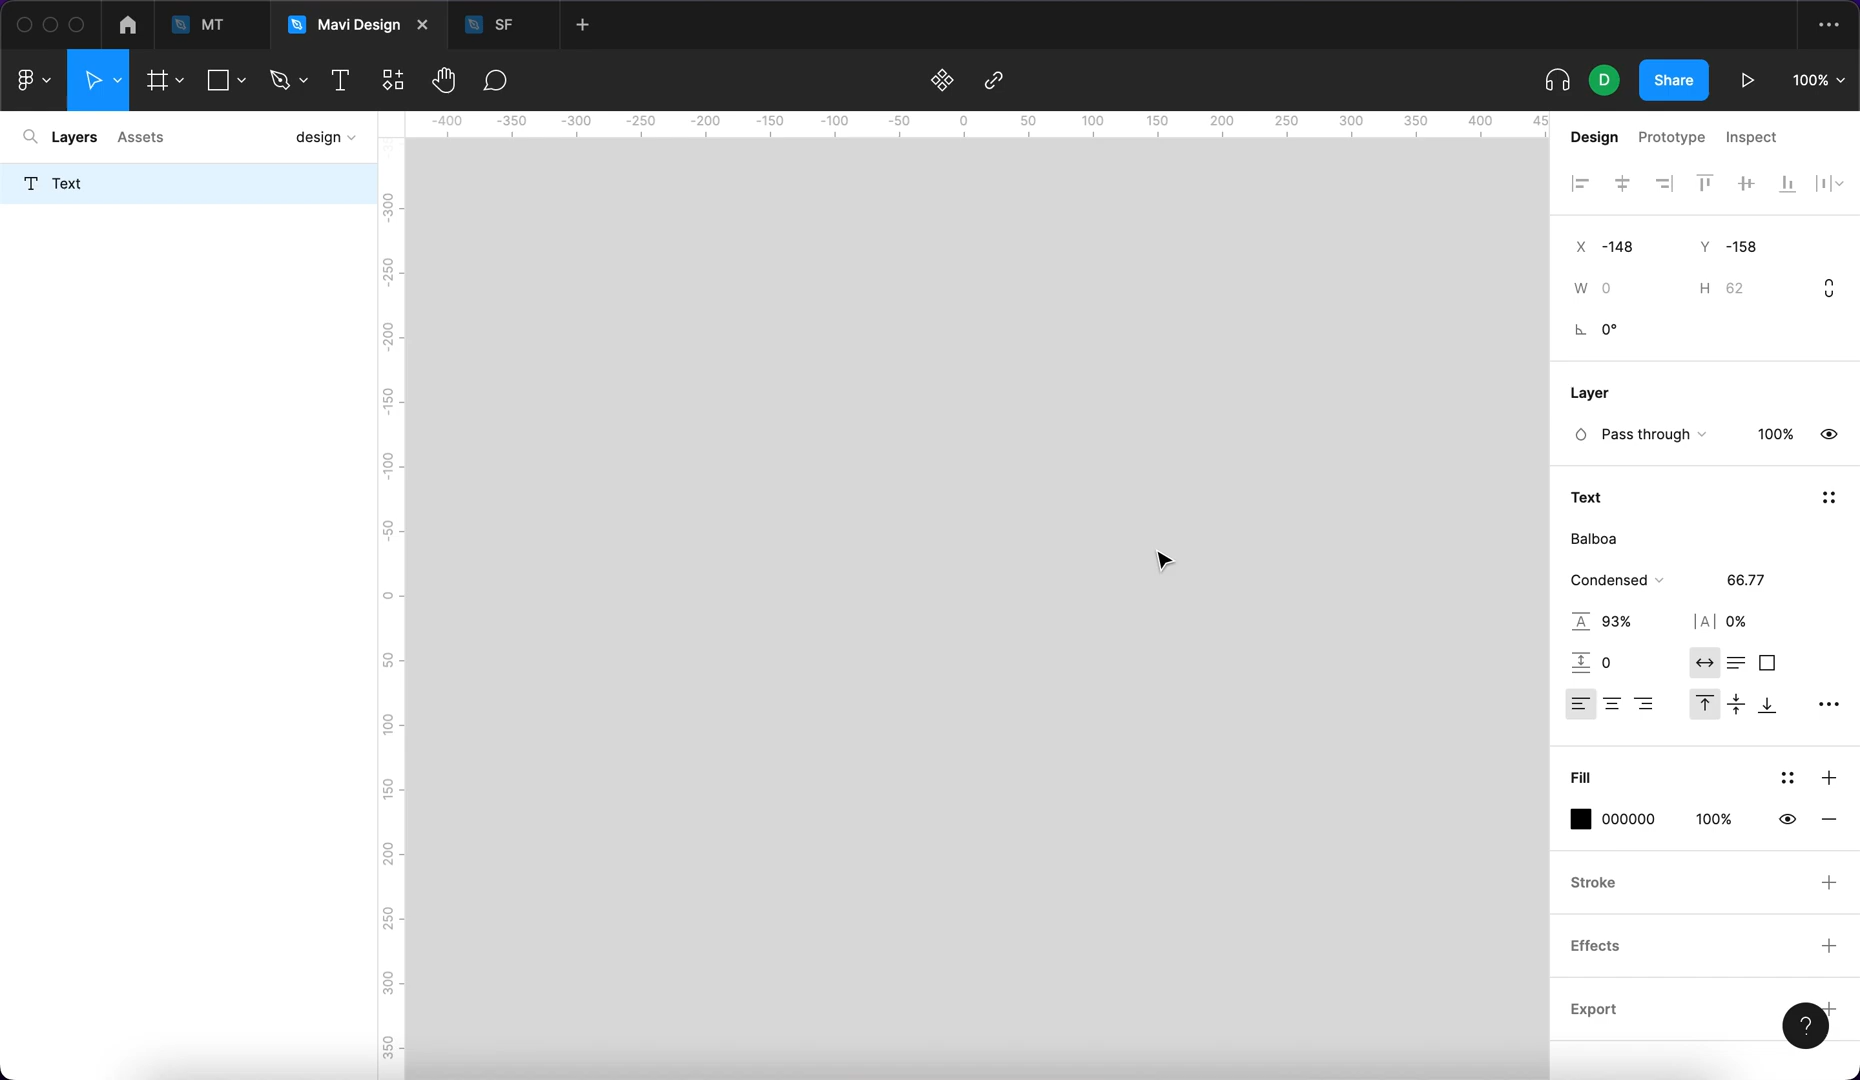 MT
Mavi Design
SF
D
Share
100%
Layers
Assets
design
Text
-400 -350 -300 -250 -200 -150 -100 -50 0 50 100 150 200 250 300 350 400 45
-300
-250
-200
-150
-100
-50
0
50
100
150
200
250
300
350
Design
Prototype
Inspect
X -148
Y -158
W 0
H 62
0°
Layer
Pass through
100%
Text
Balboa
Condensed
66.77
A 93%
|A| 0%
0
Fill
000000
100%
Stroke
Effects
Export
?